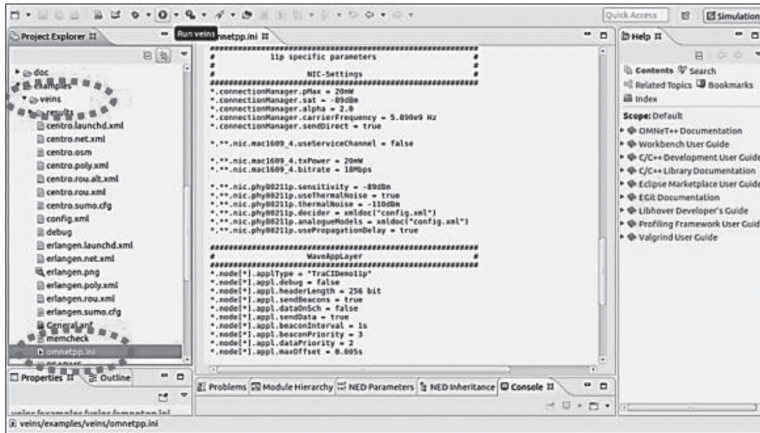 Quick Access
Simulation
Project Explorer
Run veins
mnetpp.ini
Help
doc
examples
veins
results
centro.launchd.xml
centro.net.xml
centro.osm
centro.poly.xml
centro.rou.alt.xml
centro.rou.xml
centro.sumo.cfg
config.xml
debug
erlangen.launchd.xml
erlangen.net.xml
erlangen.png
erlangen.poly.xml
erlangen.rou.xml
erlangen.sumo.cfg
General.anf
memcheck
omnetpp.ini
README
##########################################################
# 11p specific parameters #
# #
# NIC-Settings #
##########################################################
*.connectionManager.pMax = 20mW
*.connectionManager.sat = -89dBm
*.connectionManager.alpha = 2.0
*.connectionManager.carrierFrequency = 5.890e9 Hz
*.connectionManager.sendDirect = true
*.**.nic.mac1609_4.useServiceChannel = false
*.**.nic.mac1609_4.txPower = 20mW
*.**.nic.mac1609_4.bitrate = 18Mbps
*.**.nic.phy80211p.sensitivity = -89dBm
*.**.nic.phy80211p.useThermalNoise = true
*.**.nic.phy80211p.thermalNoise = -110dBm
*.**.nic.phy80211p.decider = xmldoc("config.xml")
*.**.nic.phy80211p.analogueModels = xmldoc("config.xml")
*.**.nic.phy80211p.usePropagationDelay = true
##########################################################
# WaveAppLayer #
##########################################################
*.node[*].applType = "TraCIDemo11p"
*.node[*].appl.debug = false
*.node[*].appl.headerLength = 256 bit
*.node[*].appl.sendBeacons = true
*.node[*].appl.dataOnSch = false
*.node[*].appl.sendData = true
*.node[*].appl.beaconInterval = 1s
*.node[*].appl.beaconPriority = 3
*.node[*].appl.dataPriority = 2
*.node[*].appl.maxOffset = 0.005s
Contents Search
Related Topics Bookmarks
Index
Scope: Default
OMNeT++ Documentation
Workbench User Guide
C/C++ Development User Guide
C/C++ Library Documentation
Eclipse Marketplace User Guide
EGit Documentation
Libhover Developer's Guide
Profiling Framework User Guid
Valgrind User Guide
Properties Outline
Problems Module Hierarchy NED Parameters NED Inheritance Console
veins/examples/veins/omnetpp.ini
veins/examples/veins/omnetpp.ini